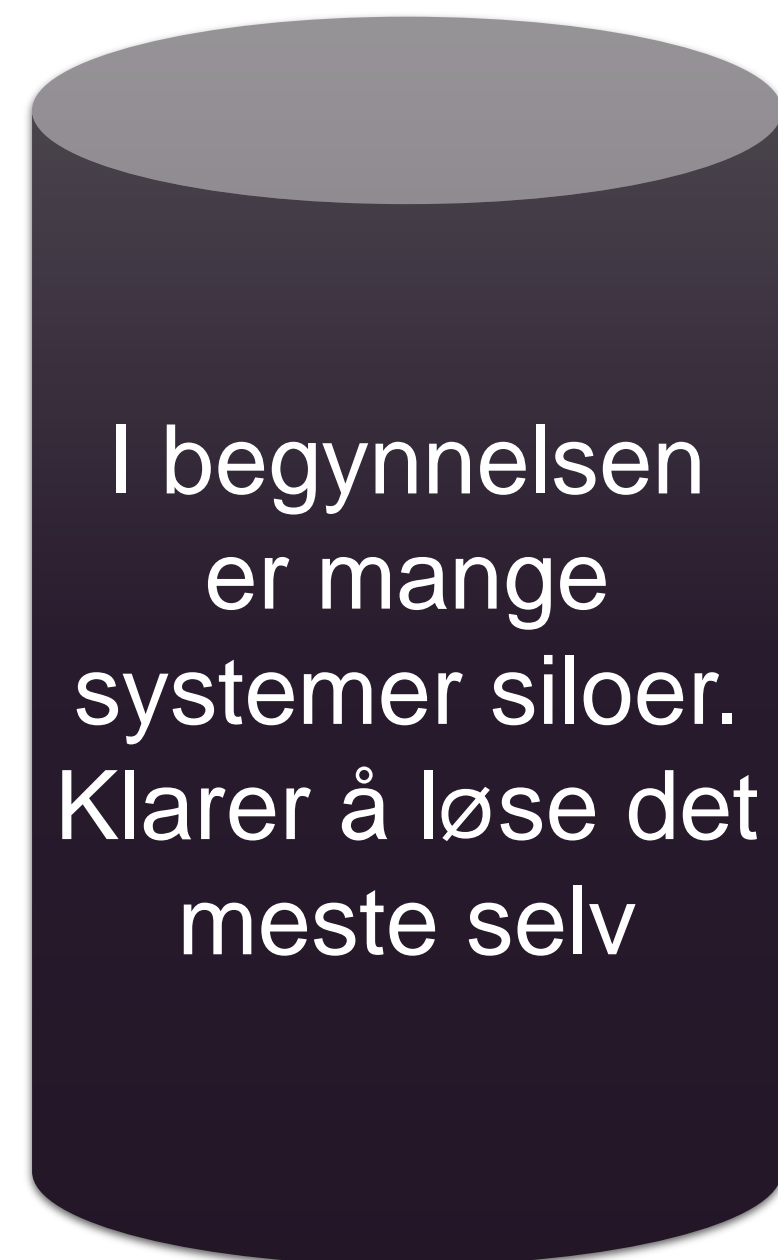 I begynnelsen
er mange
systemer siloer.
Klarer å løse det
meste selv